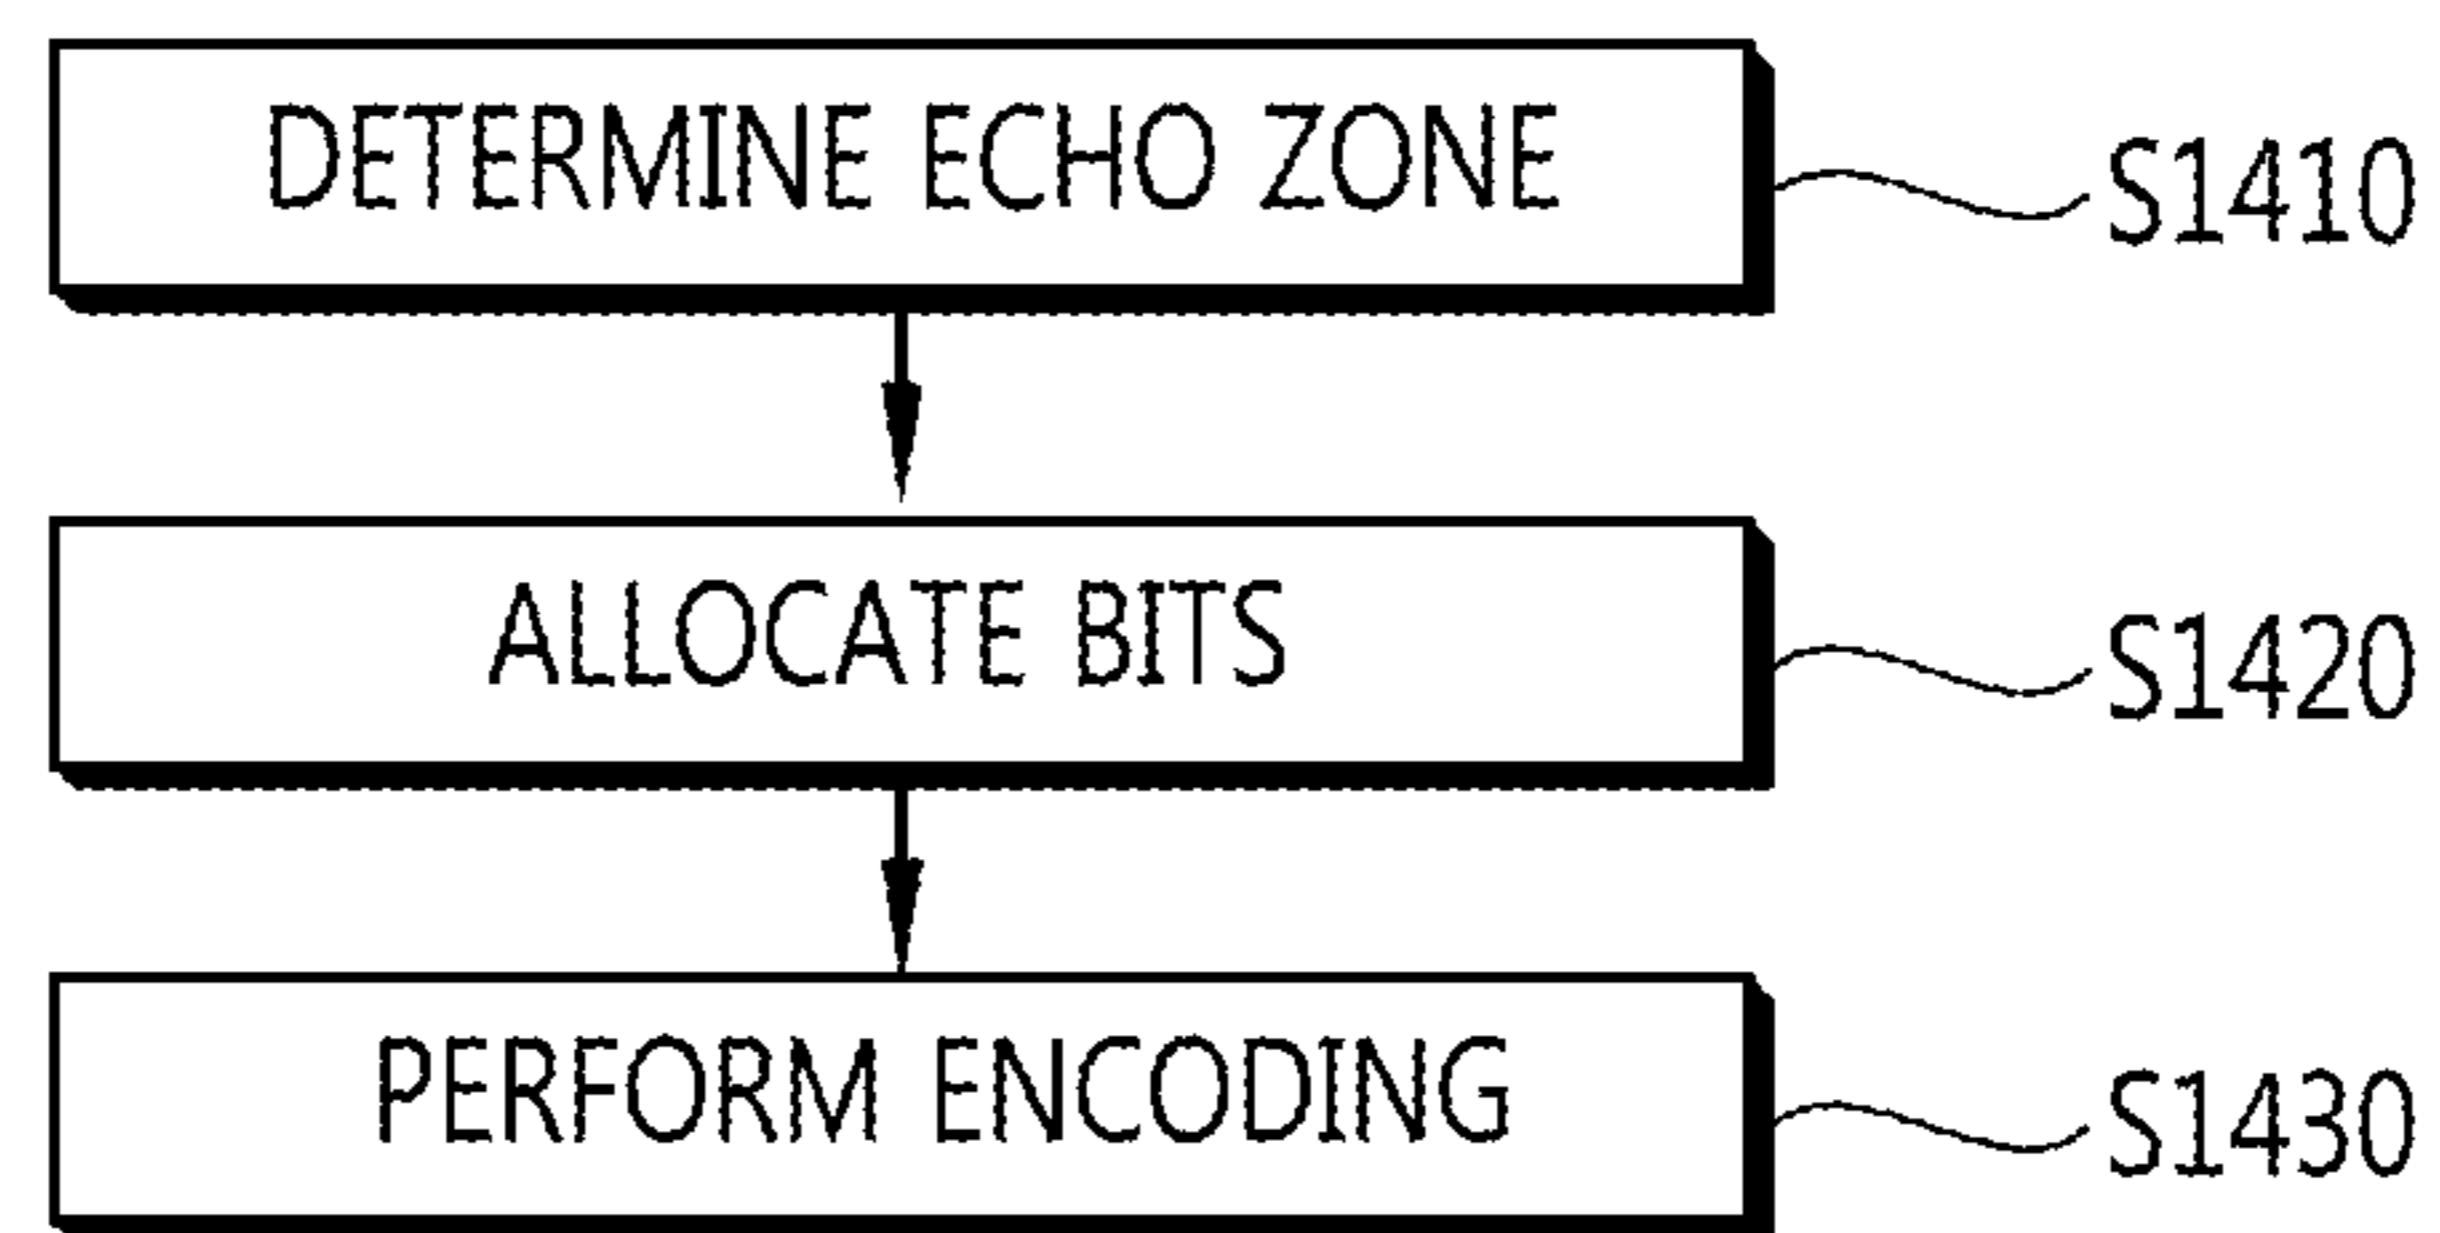 DETERMINE ECHO ZONE
S1410
ALLOCATE BITS
S1420
PERFORM ENCODING
S1430